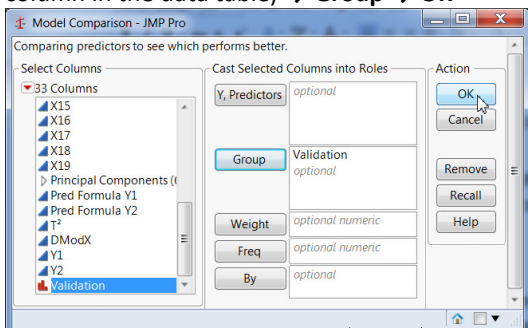 column in the data table) → Group → OK
Model Comparison - JMP Pro
Comparing predictors to see which performs better.
Select Columns
33 Columns
X15
X16
X17
X18
X19
Principal Components (
Pred Formula Y1
Pred Formula Y2
T²
DModX
Y1
Y2
Validation
Cast Selected Columns into Roles
Y, Predictors optional
Group Validation
optional
Weight optional numeric
Freq optional numeric
By optional
Action
OK
Cancel
Remove
Recall
Help